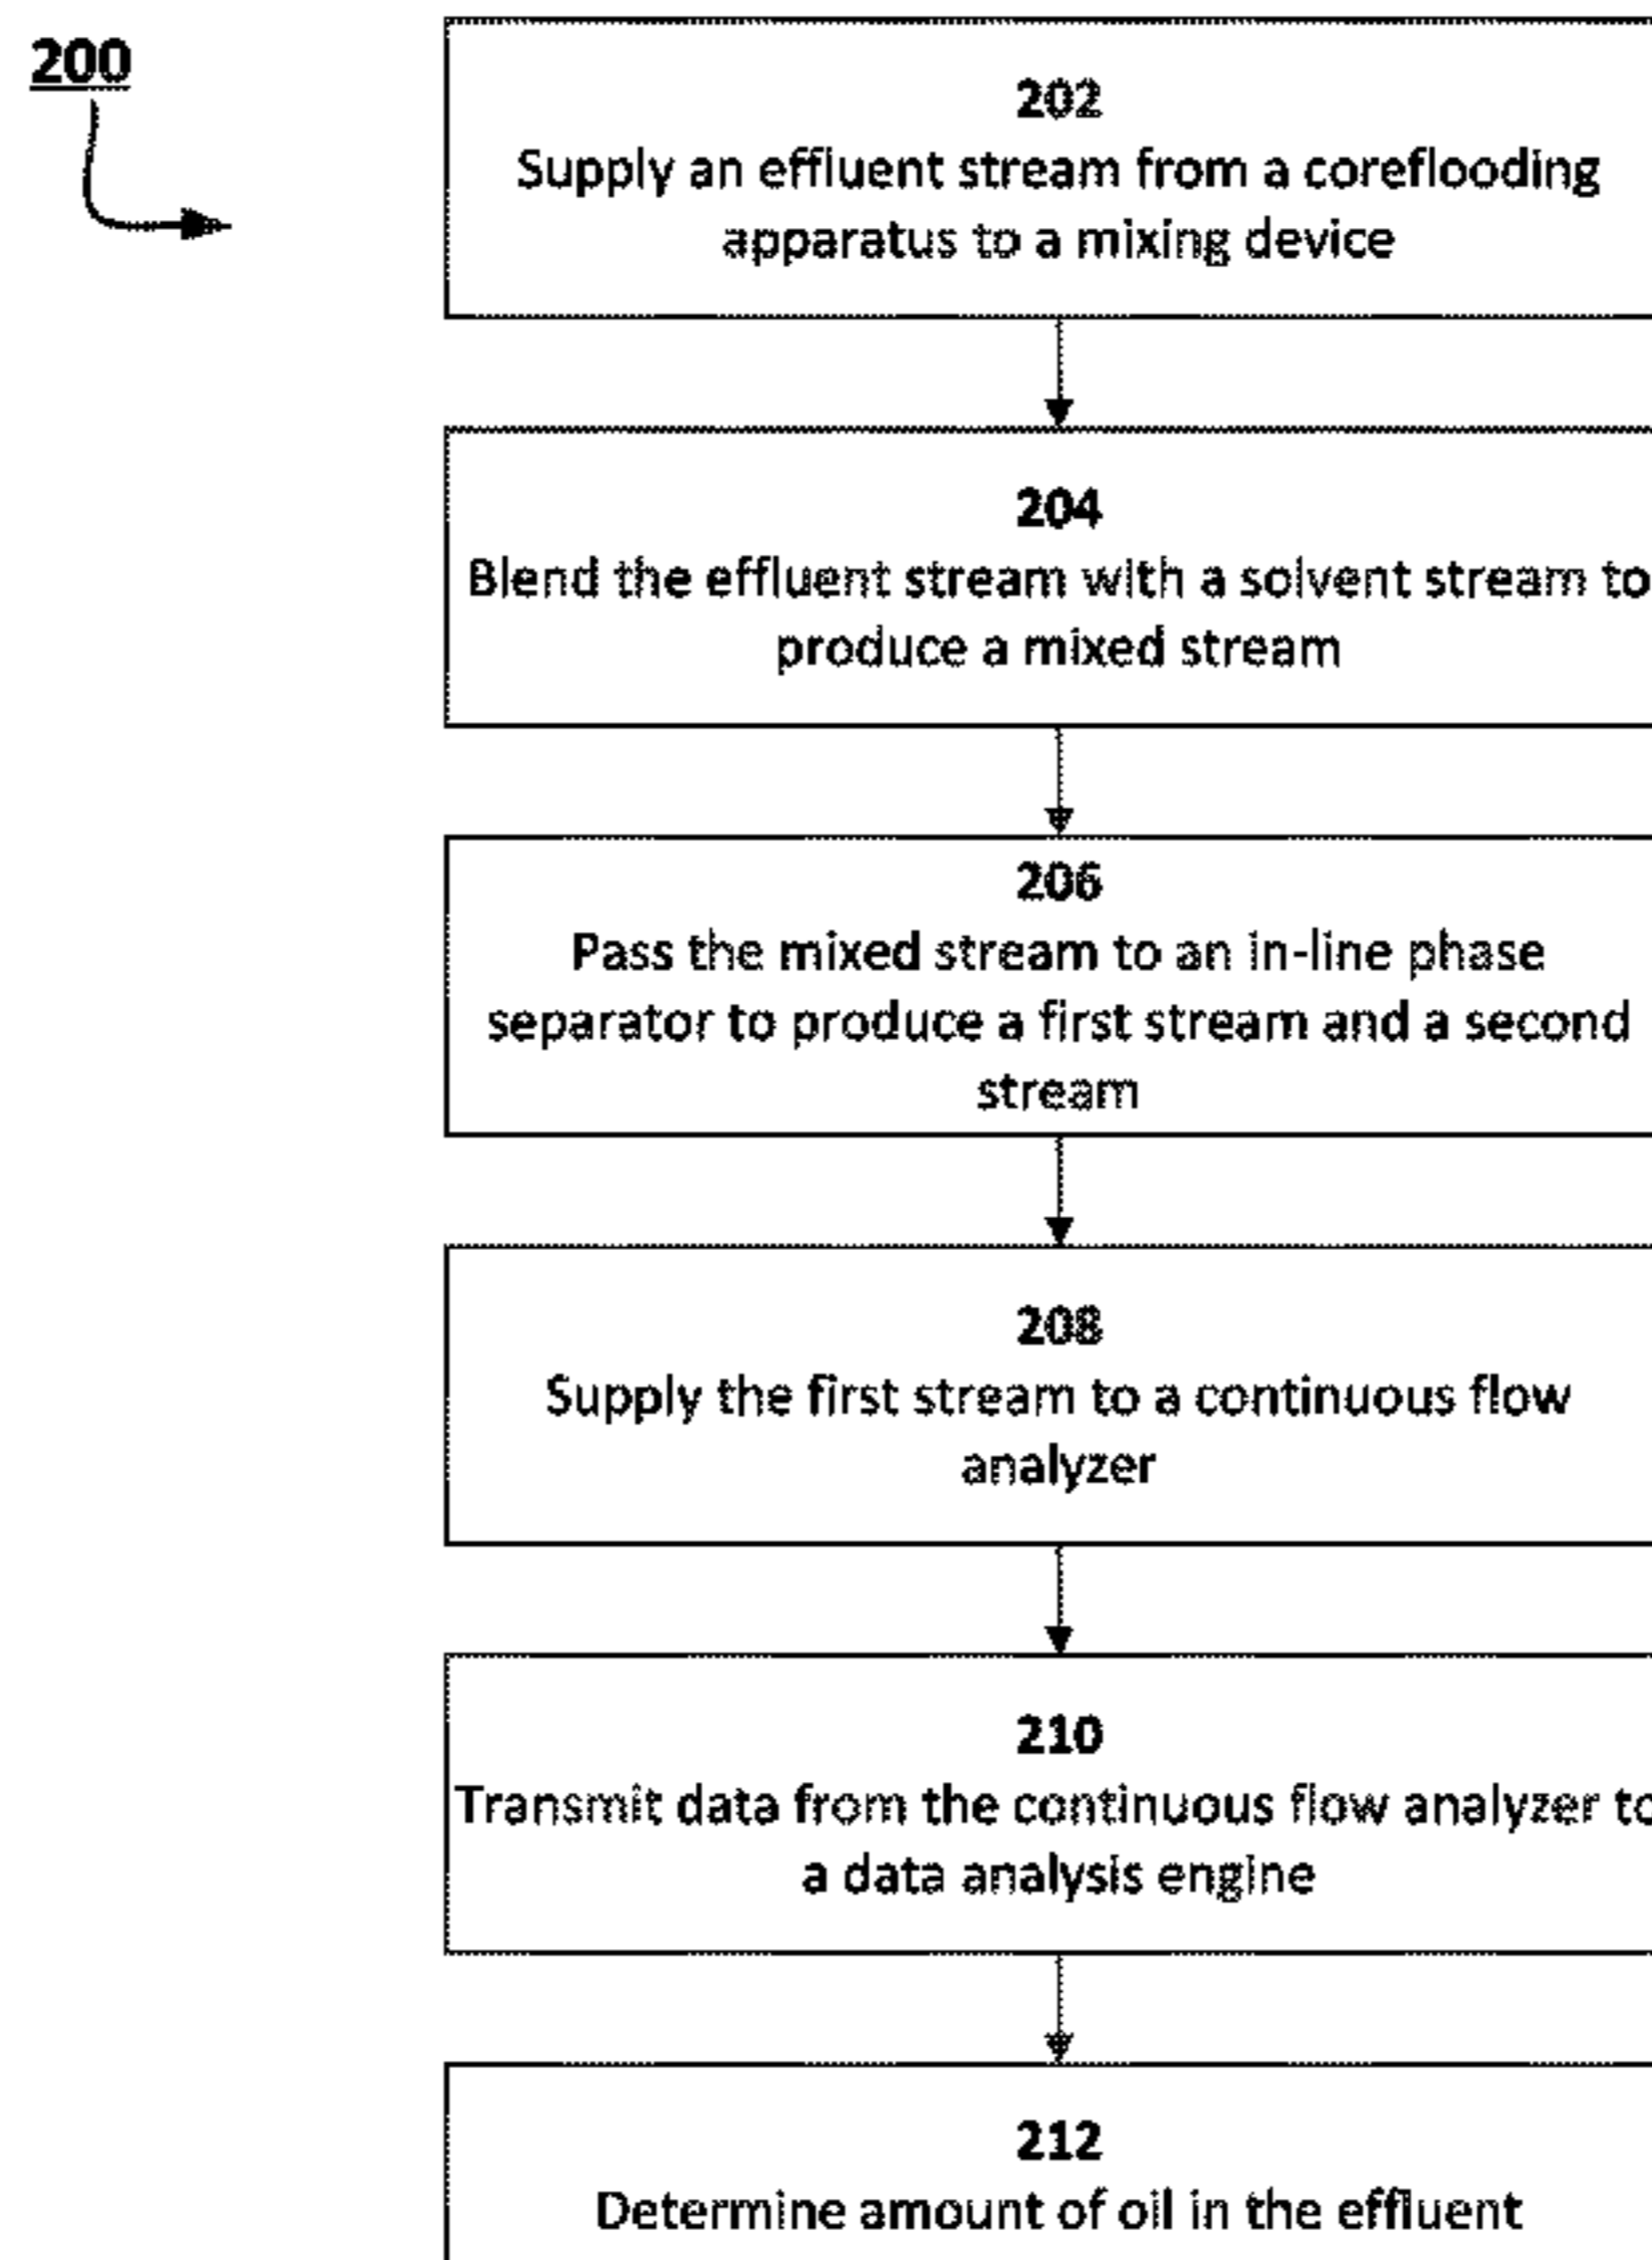 200
202
Supply an effluent stream from a coreflooding
apparatus to a mixing device
204
Blend the effluent stream with a solvent stream to
produce a mixed stream
206
Pass the mixed stream to an in-line phase
separator to produce a first stream and a second
stream
208
Supply the first stream to a continuous flow
analyzer
210
Transmit data from the continuous flow analyzer to
a data analysis engine
212
Determine amount of oil in the effluent